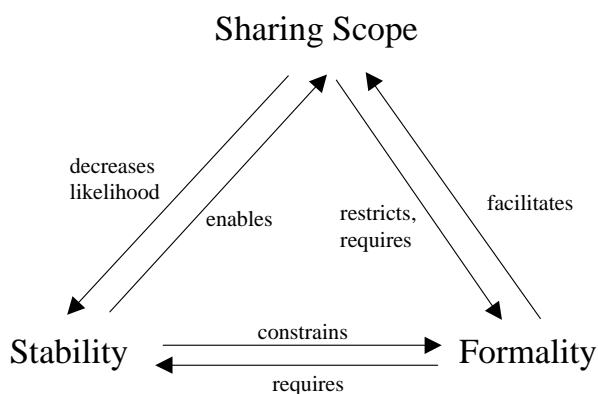 Sharing Scope
decreases
likelihood
enables
restricts,
requires
facilitates
Stability
constrains
requires
Formality